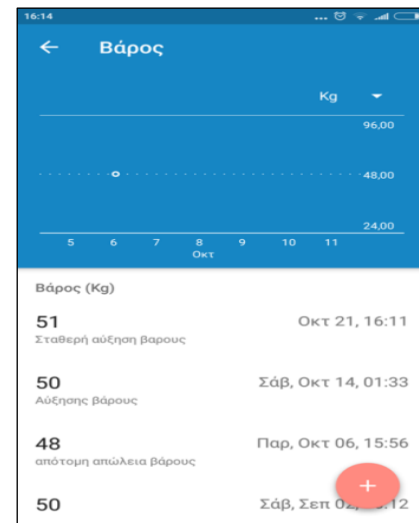 16:14
Βάρος
Kg
96,00
48,00
24,00
5 6 7 8 9 10 11
Οκτ
Βάρος (Kg)
51 Οκτ 21, 16:11
Σταθερή αύξηση βαρους
50 Σάβ, Οκτ 14, 01:33
Αύξησης βάρους
48 Παρ, Οκτ 06, 15:56
απότομη απώλεια βάρους
50 Σάβ, Σεπ